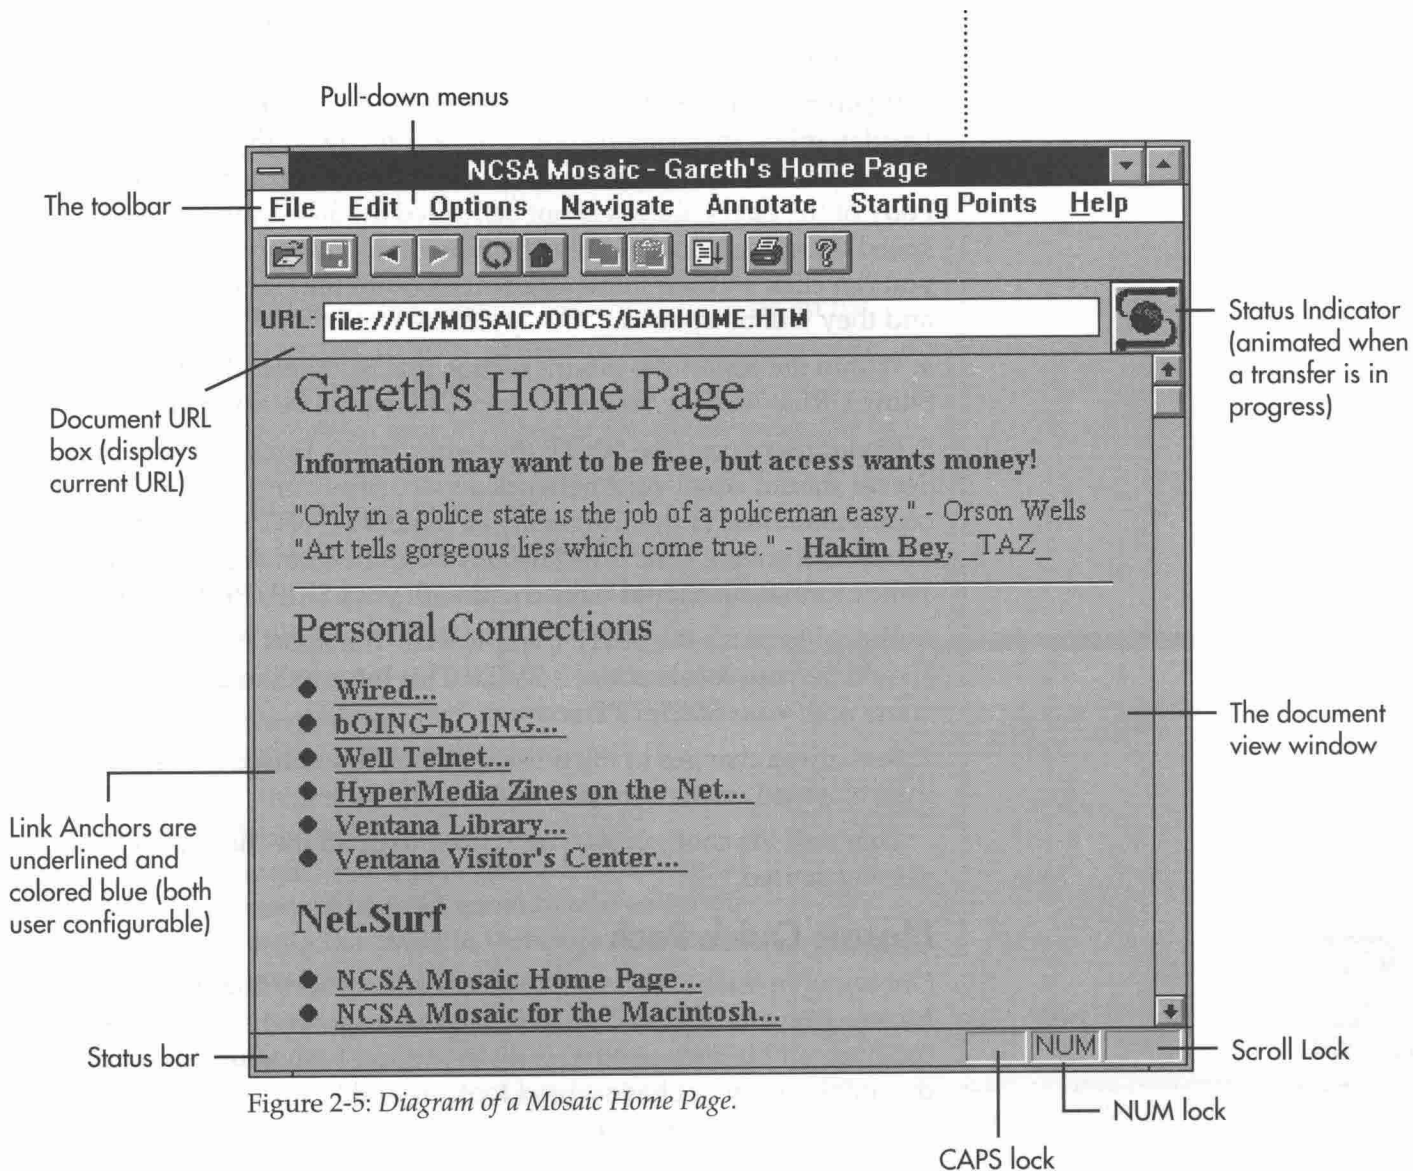 Pull-down menus
NCSA Mosaic - Gareth's Home Page
The toolbar
File Edit Options Navigate Annotate Starting Points Help
URL: file:///C|/MOSAIC/DOCS/GARHOME.HTM
Status Indicator
(animated when
a transfer is in
progress)
Document URL
box (displays
current URL)
Gareth's Home Page
Information may want to be free, but access wants money!
"Only in a police state is the job of a policeman easy." - Orson Wells
"Art tells gorgeous lies which come true." - Hakim Bey, _TAZ_
Personal Connections
Wired...
bOING-bOING...
Well Telnet...
HyperMedia Zines on the Net...
Ventana Library...
Ventana Visitor's Center...
The document
view window
Link Anchors are
underlined and
colored blue (both
user configurable)
Net.Surf
NCSA Mosaic Home Page...
NCSA Mosaic for the Macintosh...
Status bar
NUM
Scroll Lock
Figure 2-5: Diagram of a Mosaic Home Page.
NUM lock
CAPS lock